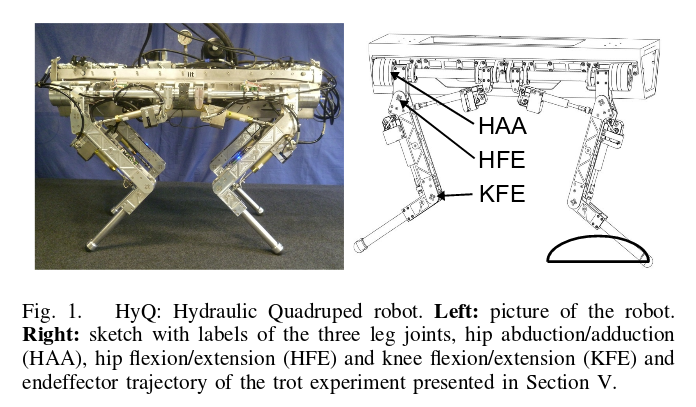 iit
HAA
HFE
KFE
Fig. 1. HyQ: Hydraulic Quadruped robot. Left: picture of the robot.
Right: sketch with labels of the three leg joints, hip abduction/adduction
(HAA), hip flexion/extension (HFE) and knee flexion/extension (KFE) and
endeffector trajectory of the trot experiment presented in Section V.